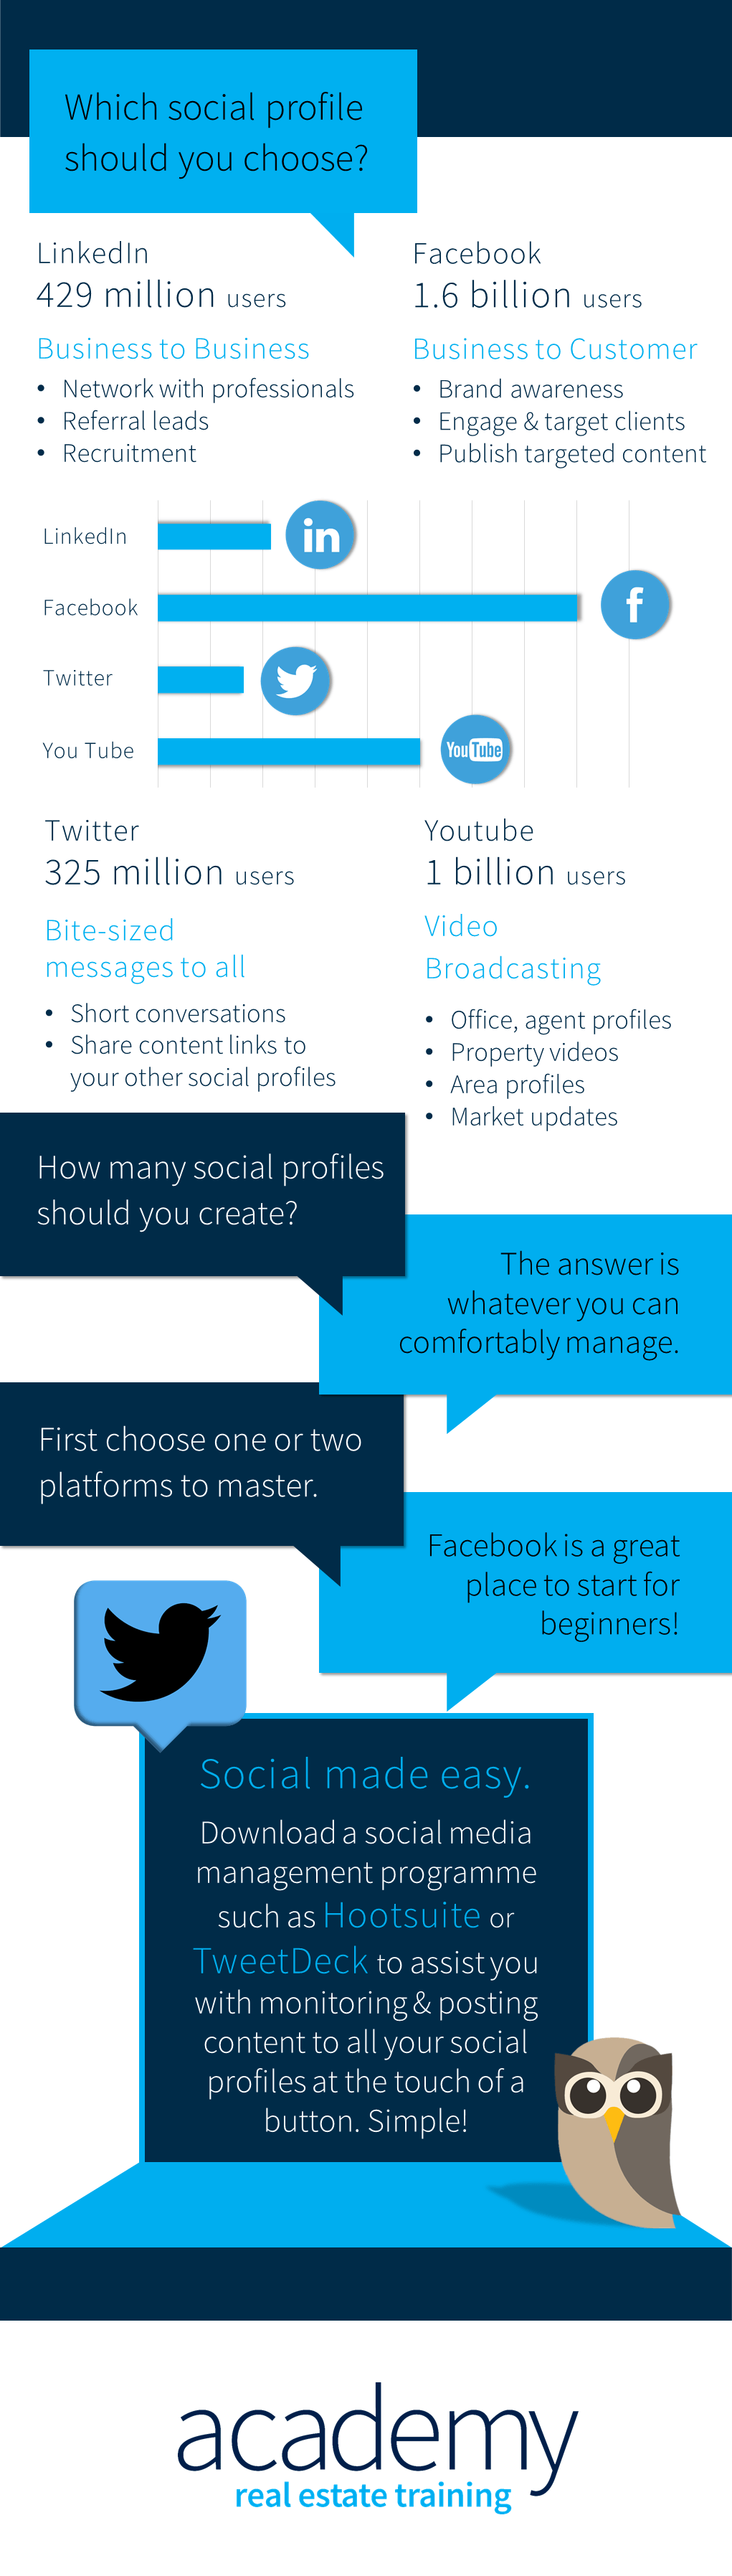 Which social profile
should you choose?
LinkedIn
429 million users
Business to Business
• Network with professionals
• Referral leads
• Recruitment
Facebook
1.6 billion users
Business to Customer
• Brand awareness
• Engage & target clients
• Publish targeted content
LinkedIn
in
Facebook
f
Twitter
You Tube
YouTube
Twitter
325 million users
Bite-sized
messages to all
• Short conversations
• Share content links to
your other social profiles
Youtube
1 billion users
Video
Broadcasting
• Office, agent profiles
• Property videos
• Area profiles
• Market updates
How many social profiles
should you create?
The answer is
whatever you can
comfortably manage.
First choose one or two
platforms to master.
Facebook is a great
place to start for
beginners!
Social made easy.
Download a social media
management programme
such as Hootsuite or
TweetDeck to assist you
with monitoring & posting
content to all your social
profiles at the touch of a
button. Simple!
academy
real estate training